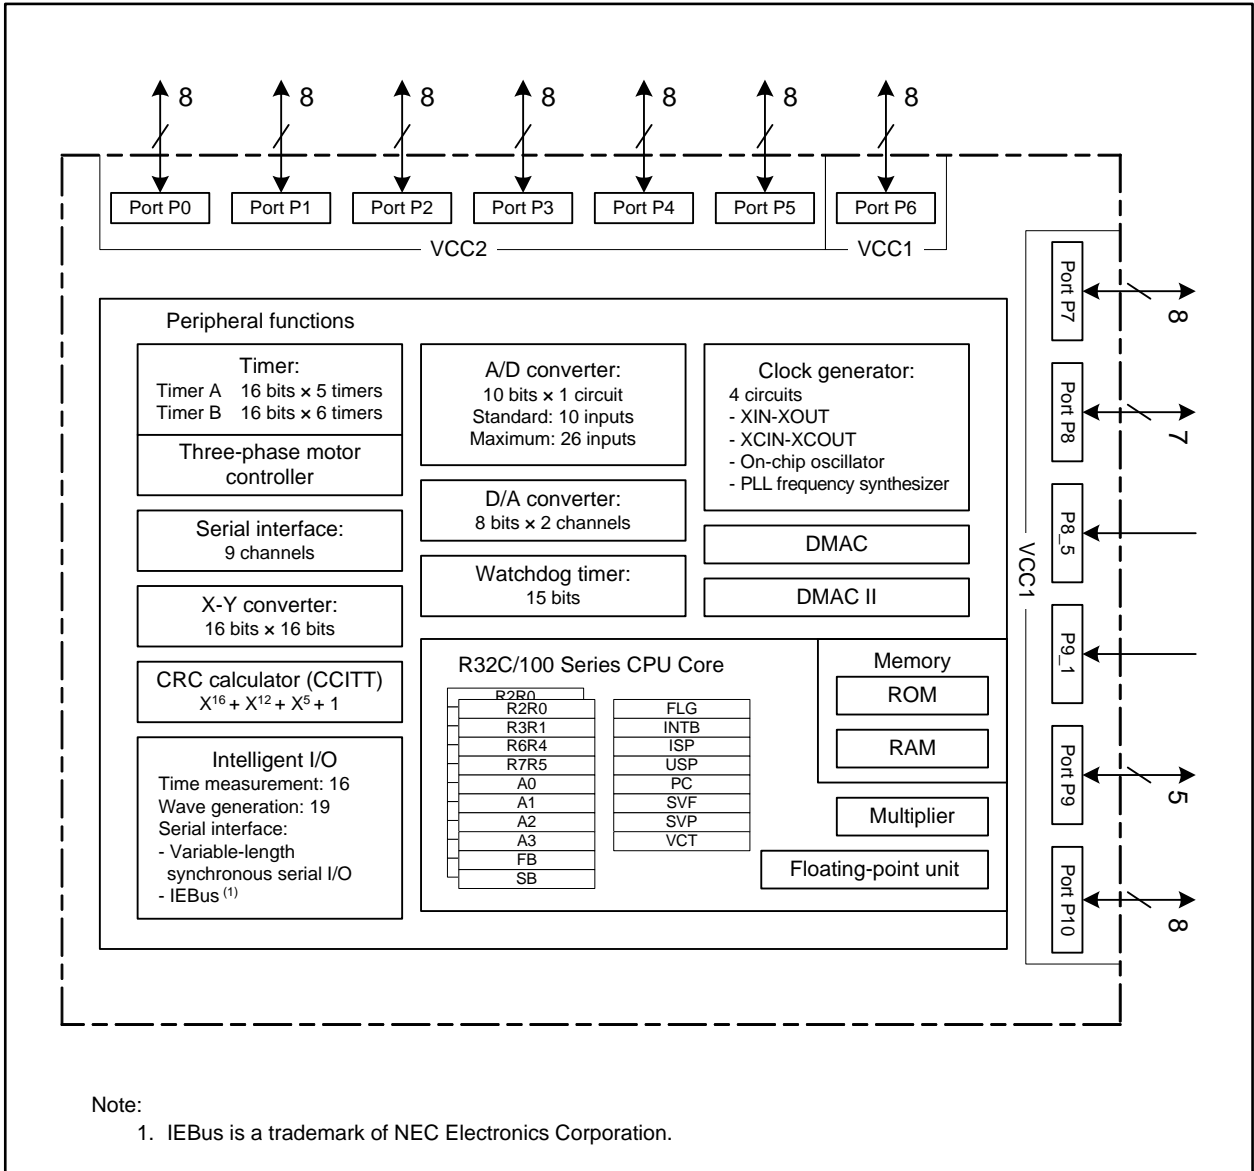 8 8 8 8 8 8 8
Port P0 Port P1 Port P2 Port P3 Port P4 Port P5 Port P6
VCC2 VCC1
Port P7
8
Port P8
7
P8_5
VCC1
P9_1
Port P9
5
Port P10
8
Peripheral functions
Timer:
Timer A 16 bits × 5 timers
Timer B 16 bits × 6 timers
Three-phase motor
controller
Serial interface:
9 channels
X-Y converter:
16 bits × 16 bits
CRC calculator (CCITT)
X¹⁶ + X¹² + X⁵ + 1
Intelligent I/O
Time measurement: 16
Wave generation: 19
Serial interface:
- Variable-length
synchronous serial I/O
- IEBus (1)
A/D converter:
10 bits × 1 circuit
Standard: 10 inputs
Maximum: 26 inputs
D/A converter:
8 bits × 2 channels
Watchdog timer:
15 bits
Clock generator:
4 circuits
- XIN-XOUT
- XCIN-XCOUT
- On-chip oscillator
- PLL frequency synthesizer
DMAC
DMAC II
R32C/100 Series CPU Core
R2R0
R2R0
R3R1
R6R4
R7R5
A0
A1
A2
A3
FB
SB
FLG
INTB
ISP
USP
PC
SVF
SVP
VCT
Memory
ROM
RAM
Multiplier
Floating-point unit
Note:
1. IEBus is a trademark of NEC Electronics Corporation.